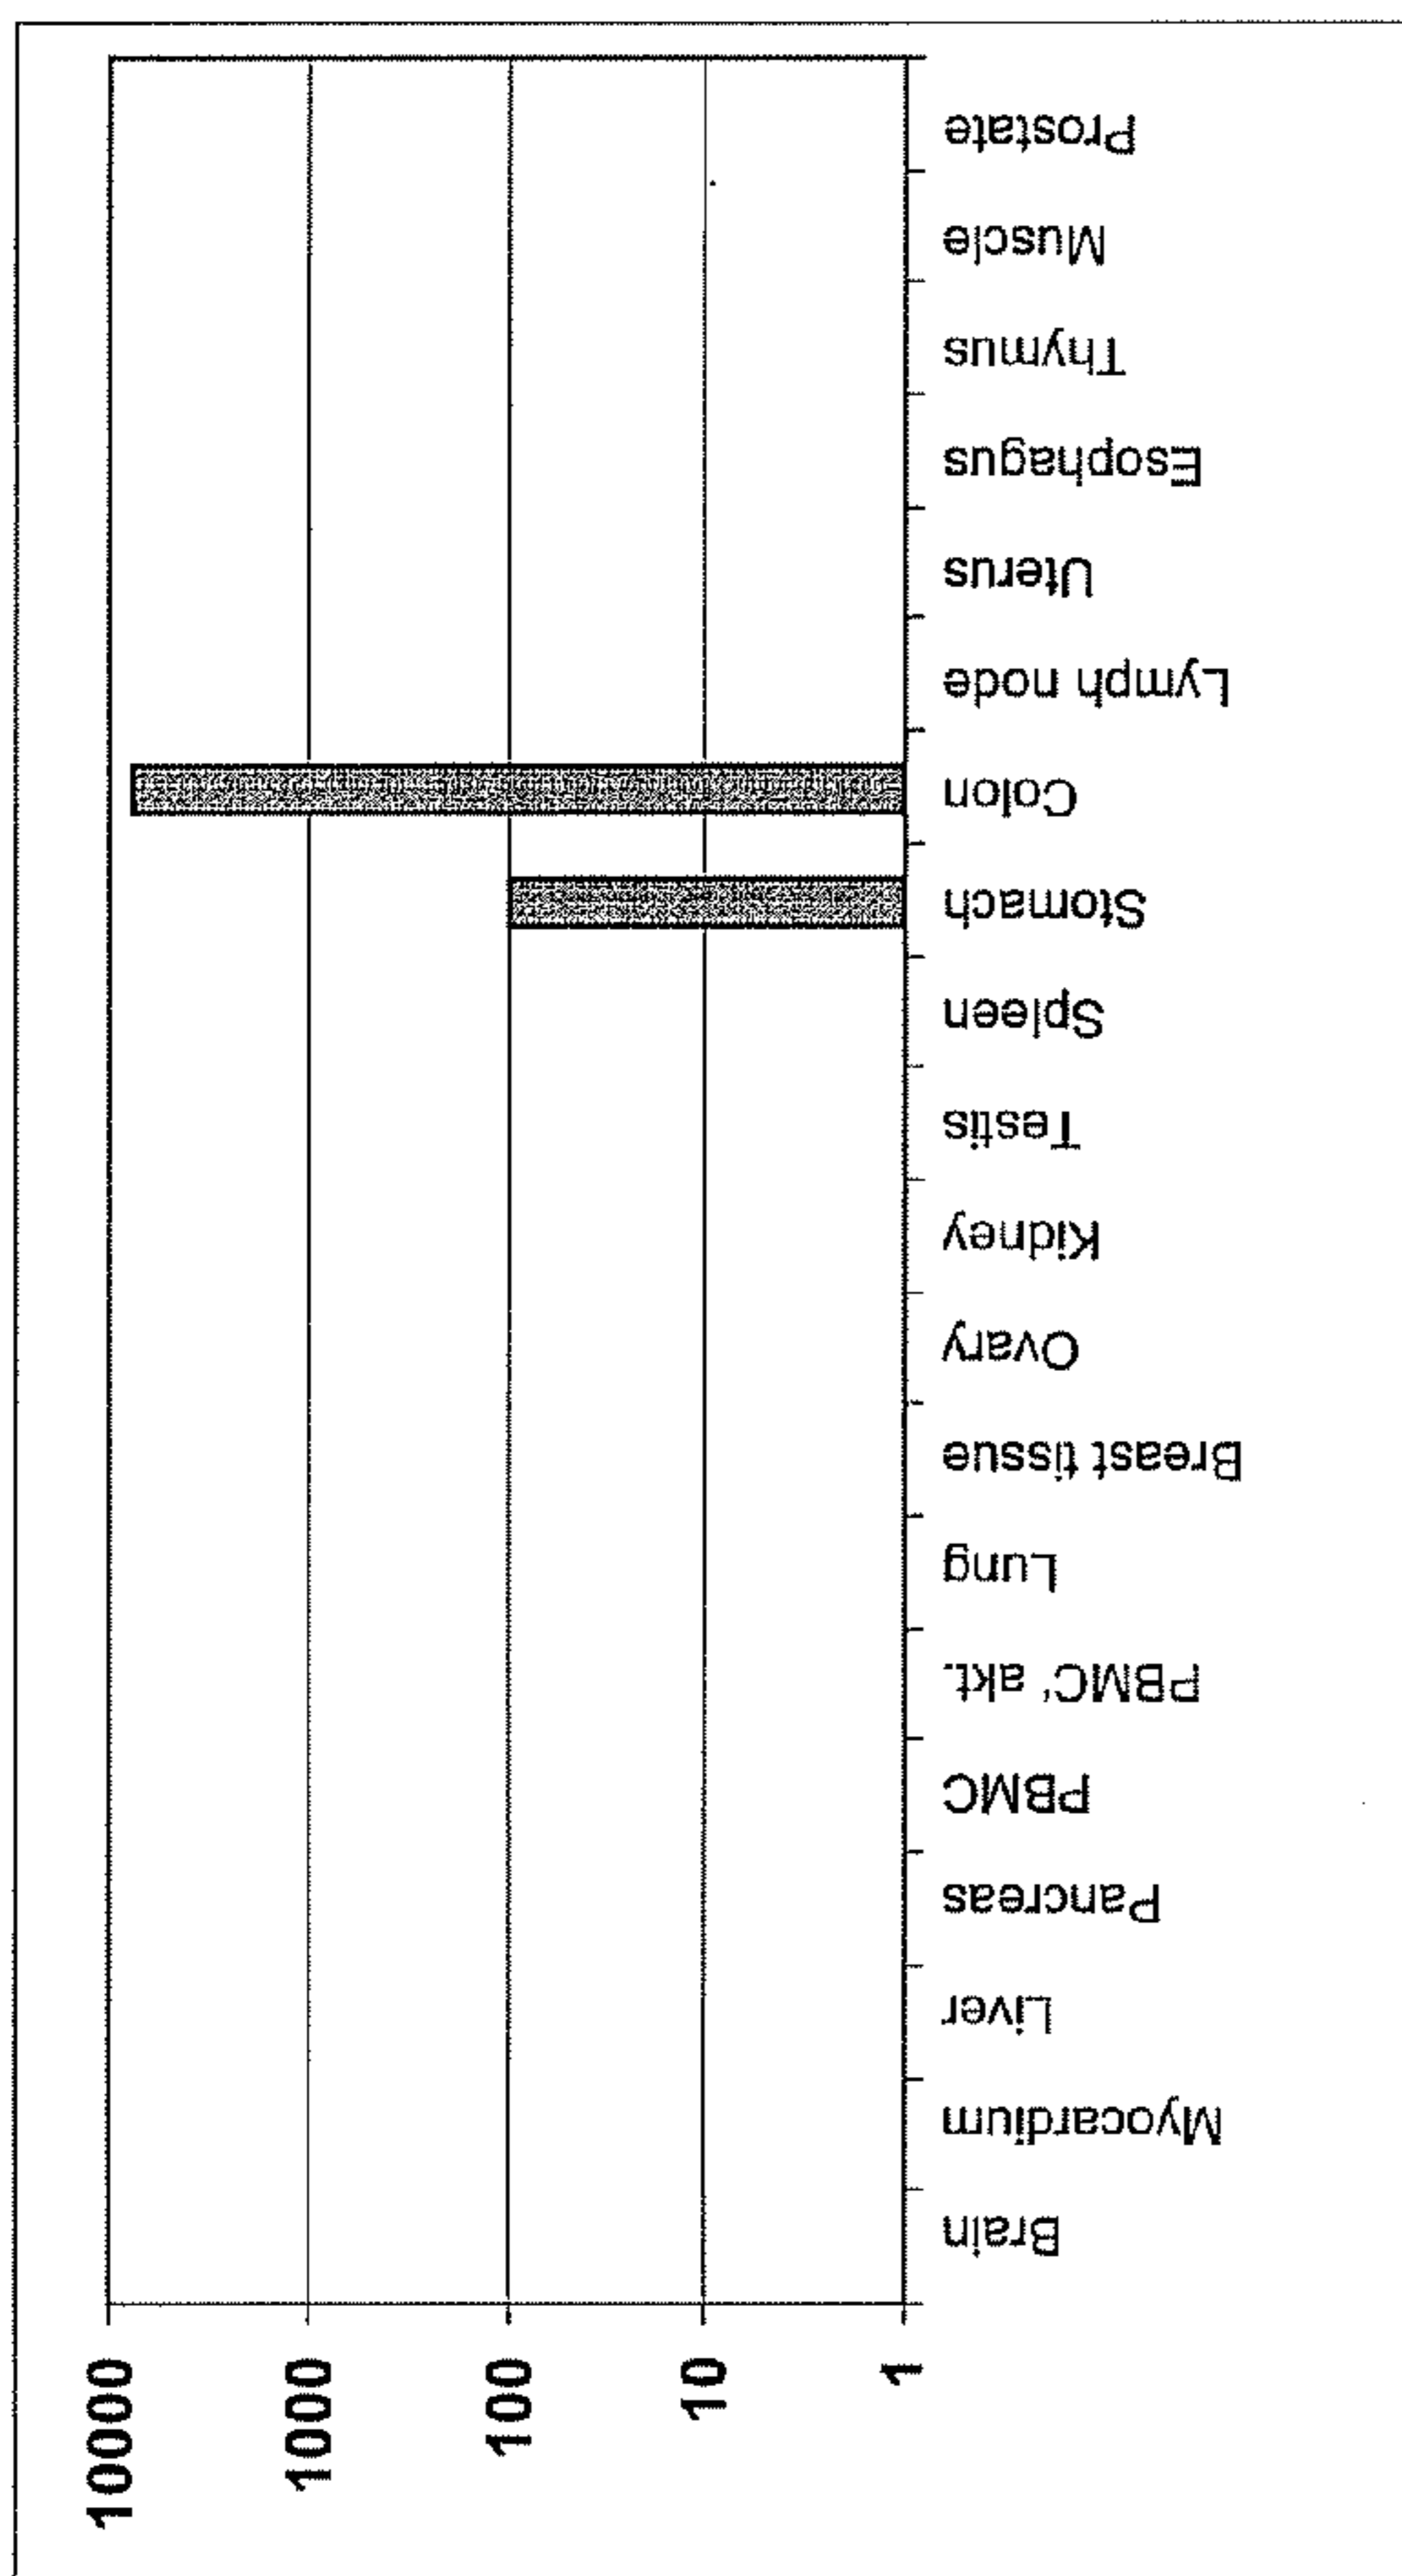 10000
1000
100
10
1
Brain
Myocardium
Liver
Pancreas
PBMC
PBMC' akt.
Lung
Breast tissue
Ovary
Kidney
Testis
Spleen
Stomach
Colon
Lymph node
Uterus
Esophagus
Thymus
Muscle
Prostate